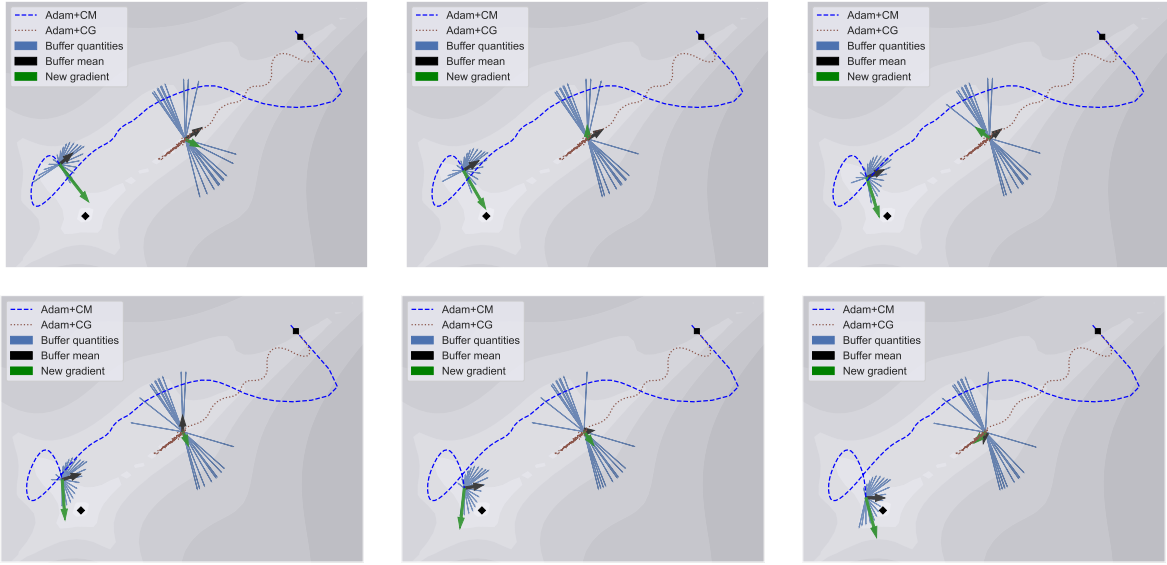 Adam+CM
Adam+CG
Buffer quantities
Buffer mean
New gradient
Adam+CM
Adam+CG
Buffer quantities
Buffer mean
New gradient
Adam+CM
Adam+CG
Buffer quantities
Buffer mean
New gradient
Adam+CM
Adam+CG
Buffer quantities
Buffer mean
New gradient
Adam+CM
Adam+CG
Buffer quantities
Buffer mean
New gradient
Adam+CM
Adam+CG
Buffer quantities
Buffer mean
New gradient